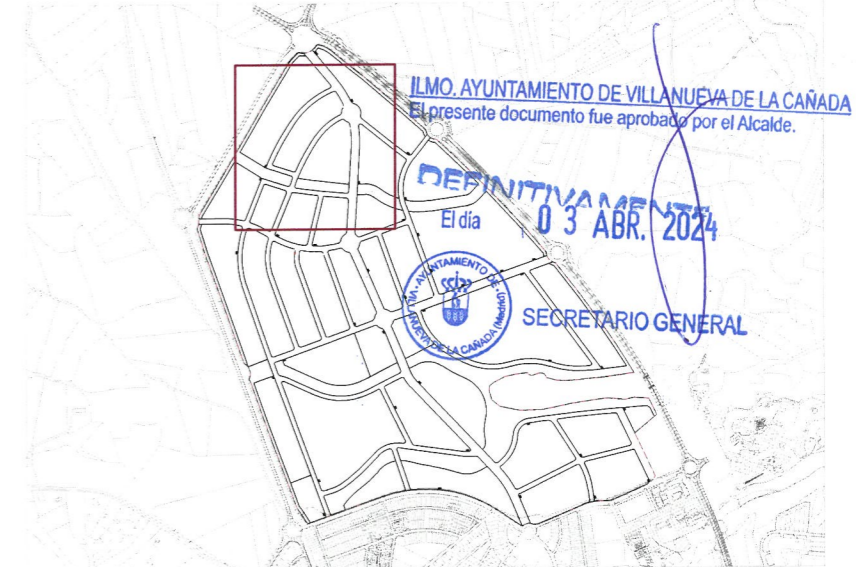 ILMO. AYUNTAMIENTO DE VILLANUEVA DE LA CAÑADA
El presente documento fue aprobado por el Alcalde.
DEFINITIVAMENTE
El día 03 ABR. 2024
AYUNTAMIENTO DE VILLANUEVA DE LA CAÑADA (Madrid)
SECRETARIO GENERAL